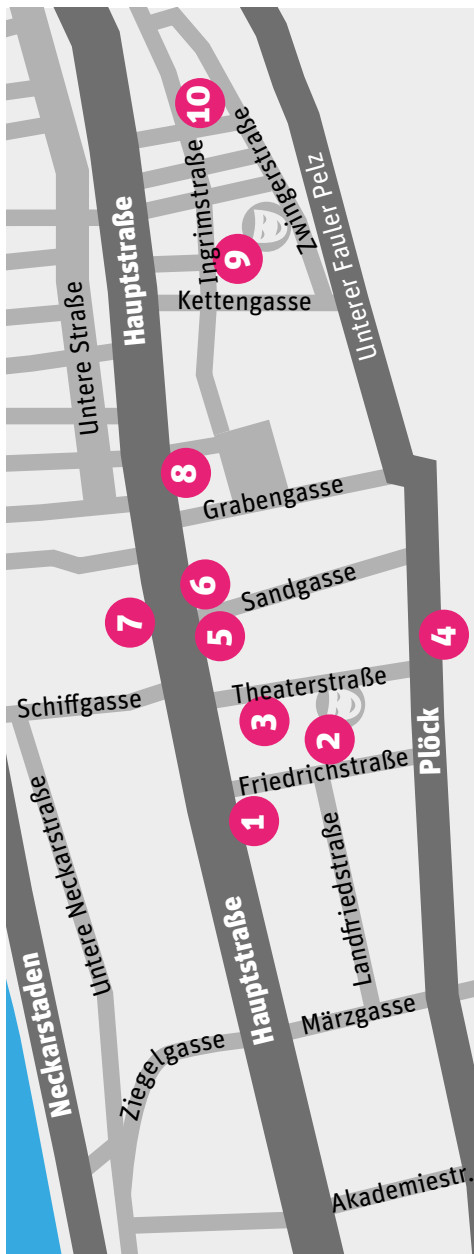 Neckarstaden
Untere Neckarstraße
Schiffgasse
Untere Straße
Ziegelgasse
Hauptstraße
Hauptstraße
Märzgasse
Akademiestr.
Landfriedstraße
Friedrichstraße
Theaterstraße
Sandgasse
Grabengasse
Kettengasse
Ingrimstraße
Zwingerstraße
Unterer Fauler Pelz
Plöck
1
2
3
4
5
6
7
8
9
10